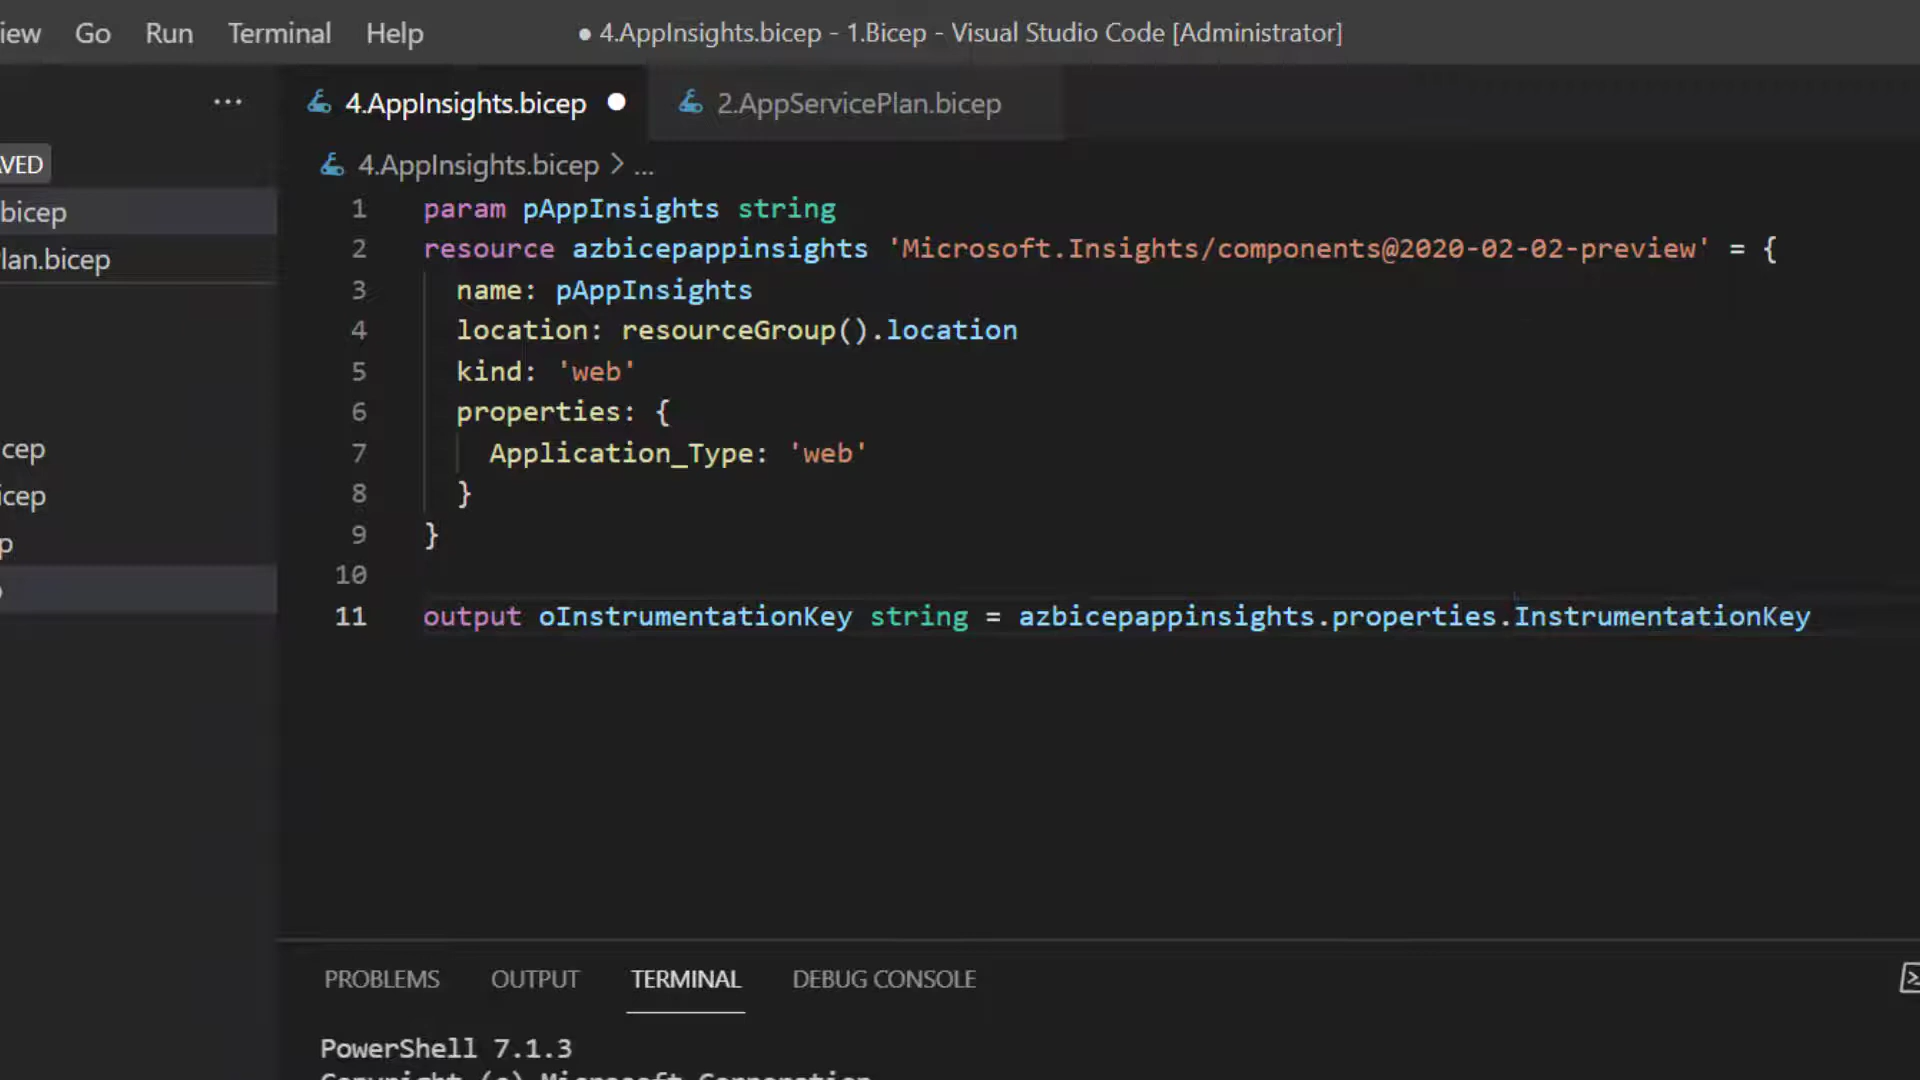 Go Run Terminal Help ● 4.AppInsights.bicep - 1.Bicep - Visual Studio Code [Administrator]
... 4.AppInsights.bicep ● 2.AppServicePlan.bicep
4.AppInsights.bicep > ...
bicep
lan.bicep
cep
icep
p
1 param pAppInsights string
2 resource azbicepappinsights 'Microsoft.Insights/components@2020-02-02-preview' = {
3 name: pAppInsights
4 location: resourceGroup().location
5 kind: 'web'
6 properties: {
7 Application_Type: 'web'
8 }
9 }
10
11 output oInstrumentationKey string = azbicepappinsights.properties.InstrumentationKey
PROBLEMS OUTPUT TERMINAL DEBUG CONSOLE
PowerShell 7.1.3
Copyright (c) Microsoft Corporation